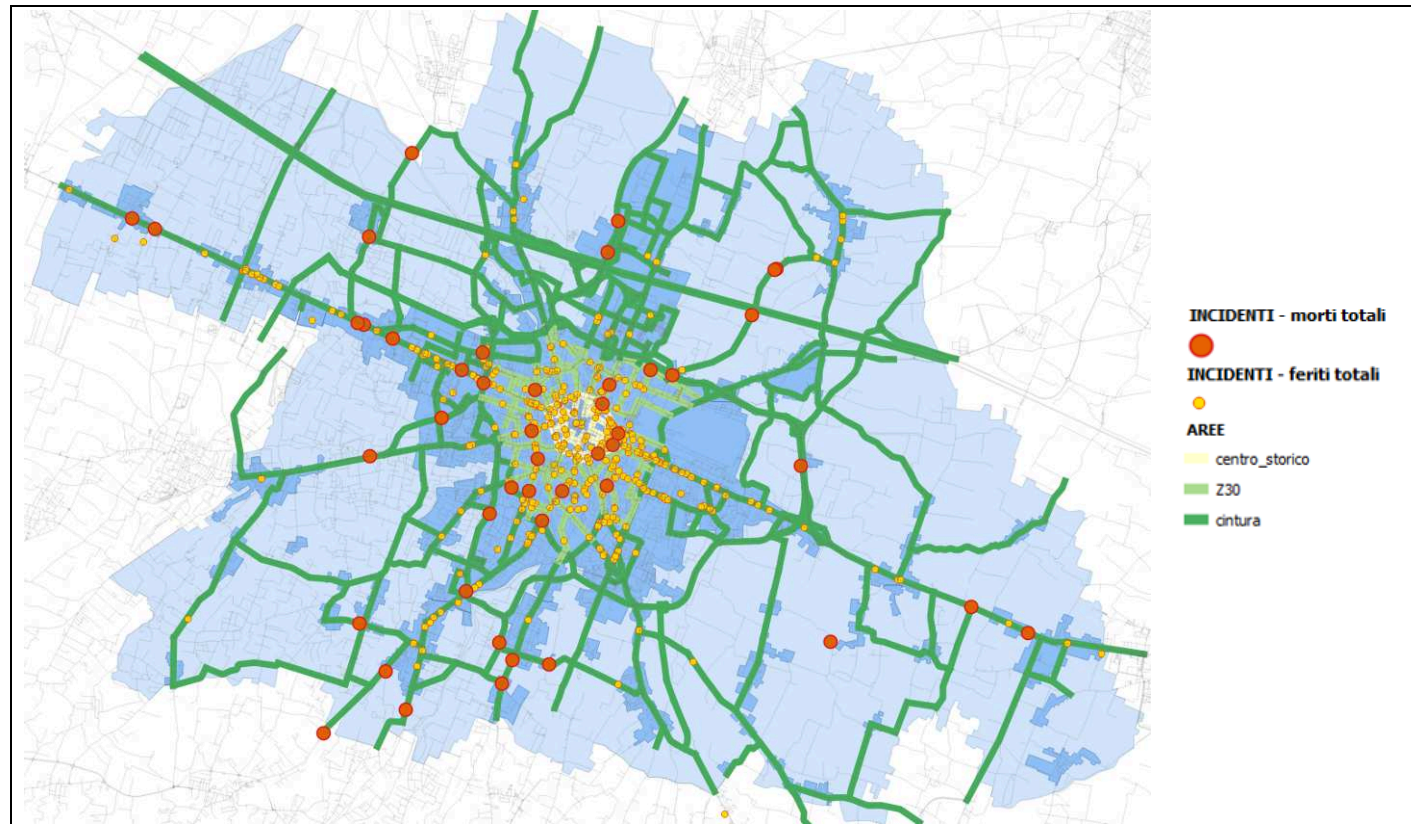 INCIDENTI - morti totali
INCIDENTI - feriti totali
AREE
centro_storico
Z30
cintura